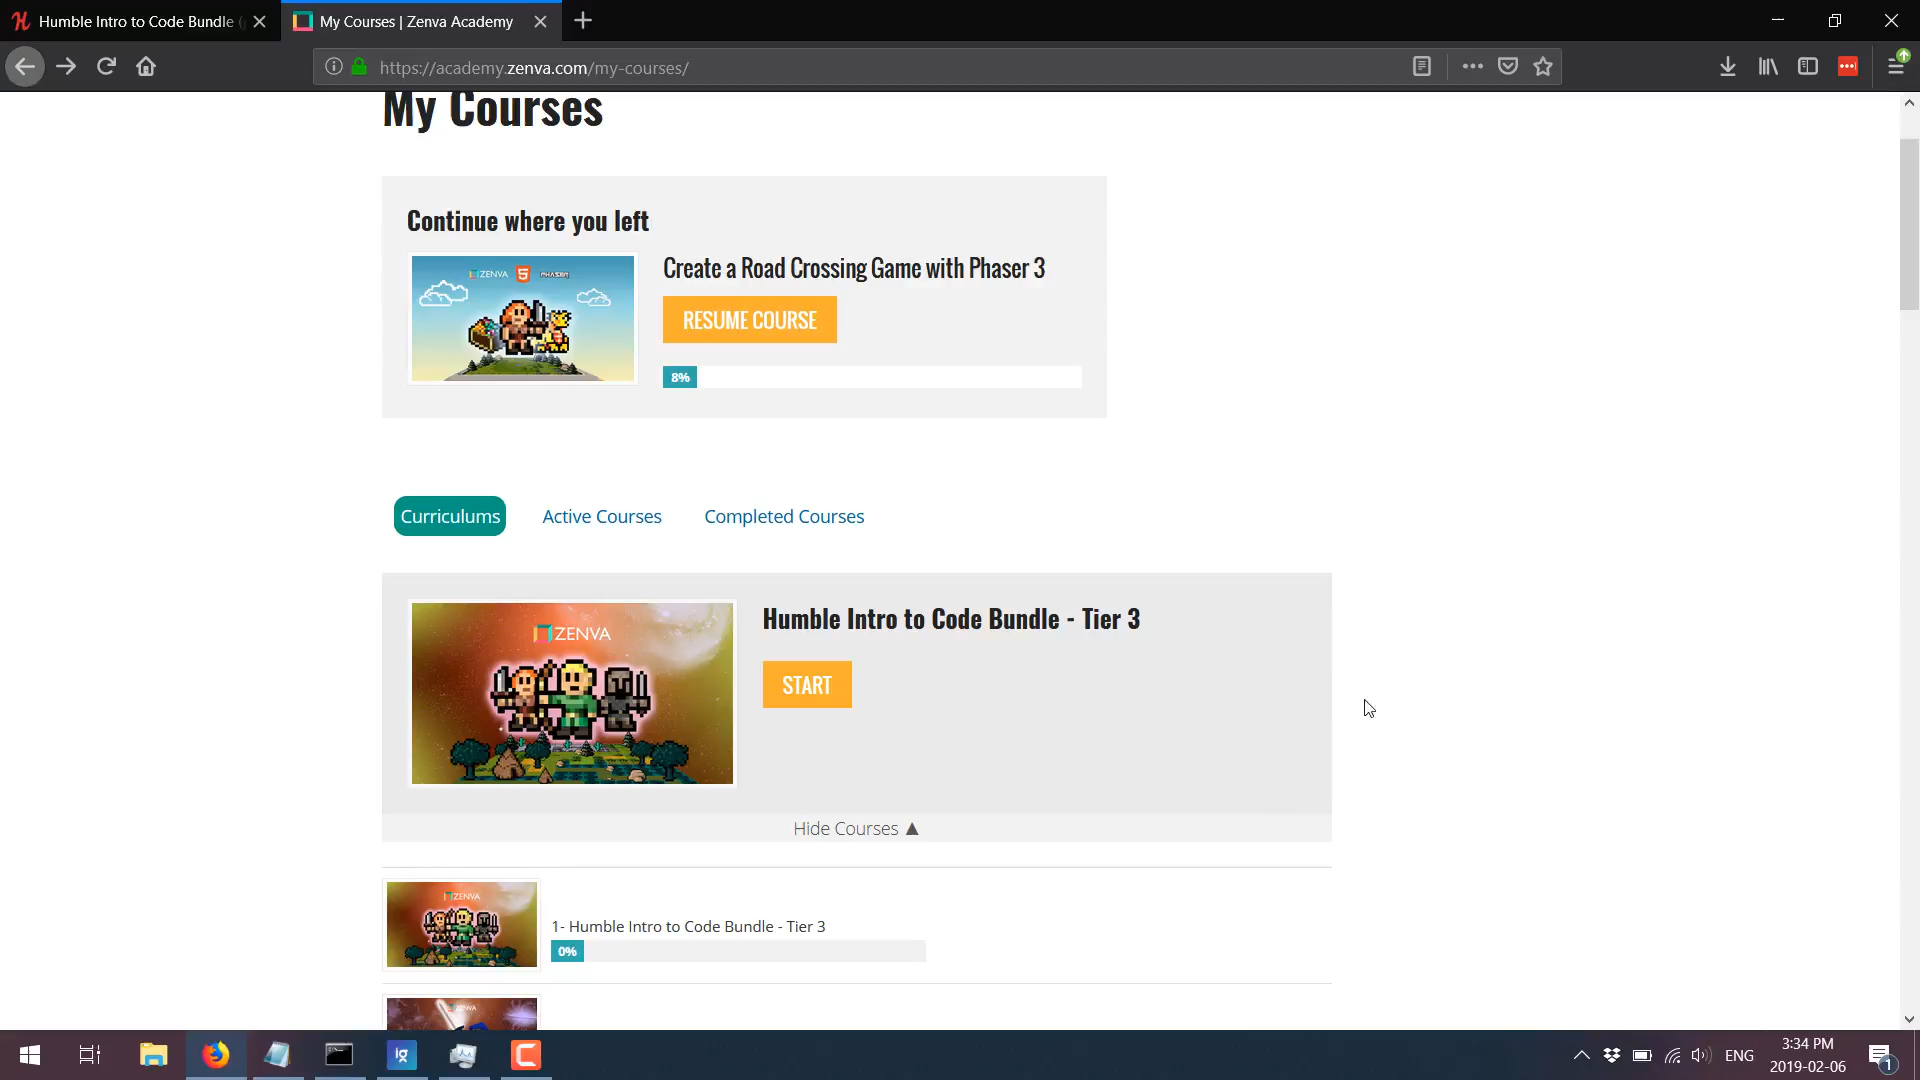 Humble Intro to Code Bundle (
My Courses | Zenva Academy
https://academy.zenva.com/my-courses/
My Courses
Continue where you left
ZENVA
PHASER
Create a Road Crossing Game with Phaser 3
RESUME COURSE
8%
Curriculums
Active Courses
Completed Courses
ZENVA
Humble Intro to Code Bundle - Tier 3
START
Hide Courses ▲
ZENVA
1- Humble Intro to Code Bundle - Tier 3
0%
ZENVA
ig
ENG
3:34 PM
2019-02-06
1